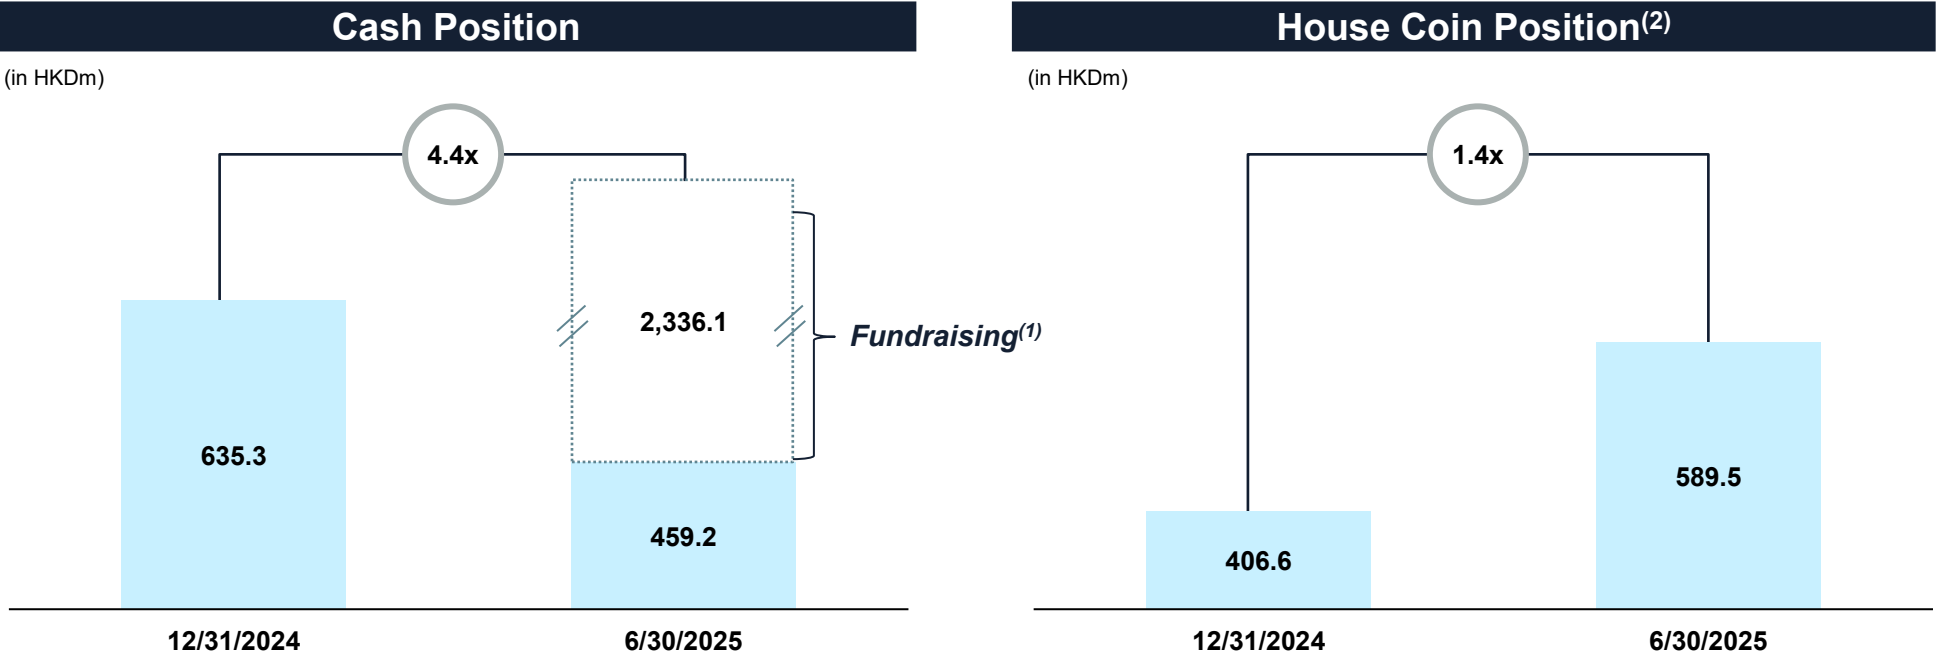 Cash Position
(in HKDm)
4.4x
2,336.1
Fundraising(1)
635.3
459.2
12/31/2024
6/30/2025
House Coin Position(2)
(in HKDm)
1.4x
589.5
406.6
12/31/2024
6/30/2025